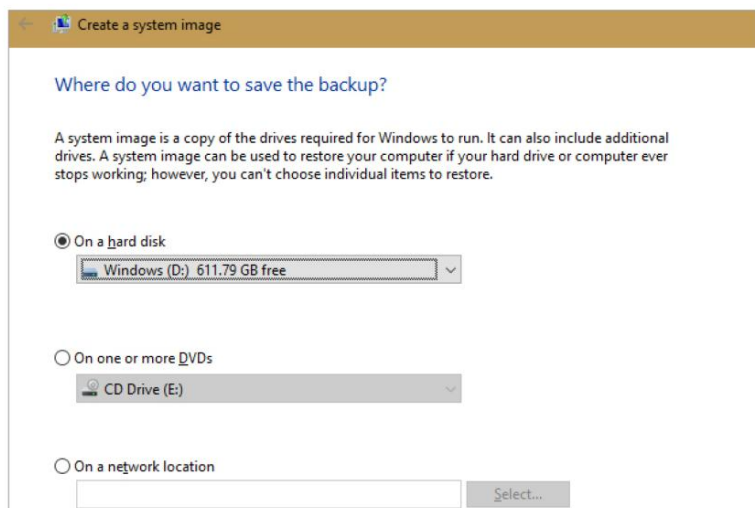 Create a system image
Where do you want to save the backup?
A system image is a copy of the drives required for Windows to run. It can also include additional
drives. A system image can be used to restore your computer if your hard drive or computer ever
stops working; however, you can't choose individual items to restore.
On a hard disk
Windows (D:) 611.79 GB free
On one or more DVDs
CD Drive (E:)
On a network location
Select...